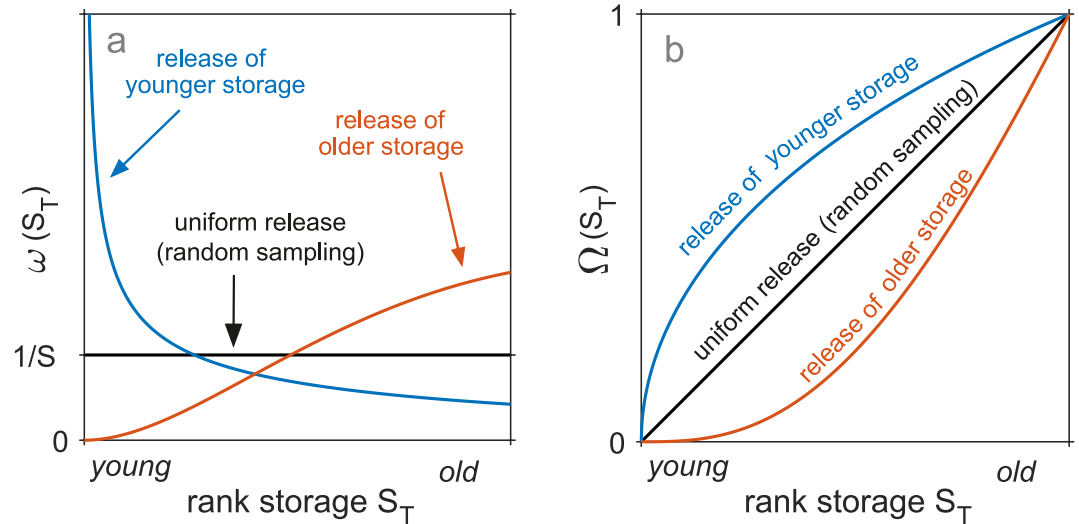 a
release of
younger storage
release of
older storage
uniform release
(random sampling)
ω (S_T)
1/S
0
young
old
rank storage S_T
b
1
release of younger storage
uniform release (random sampling)
release of older storage
Ω (S_T)
0
young
old
rank storage S_T